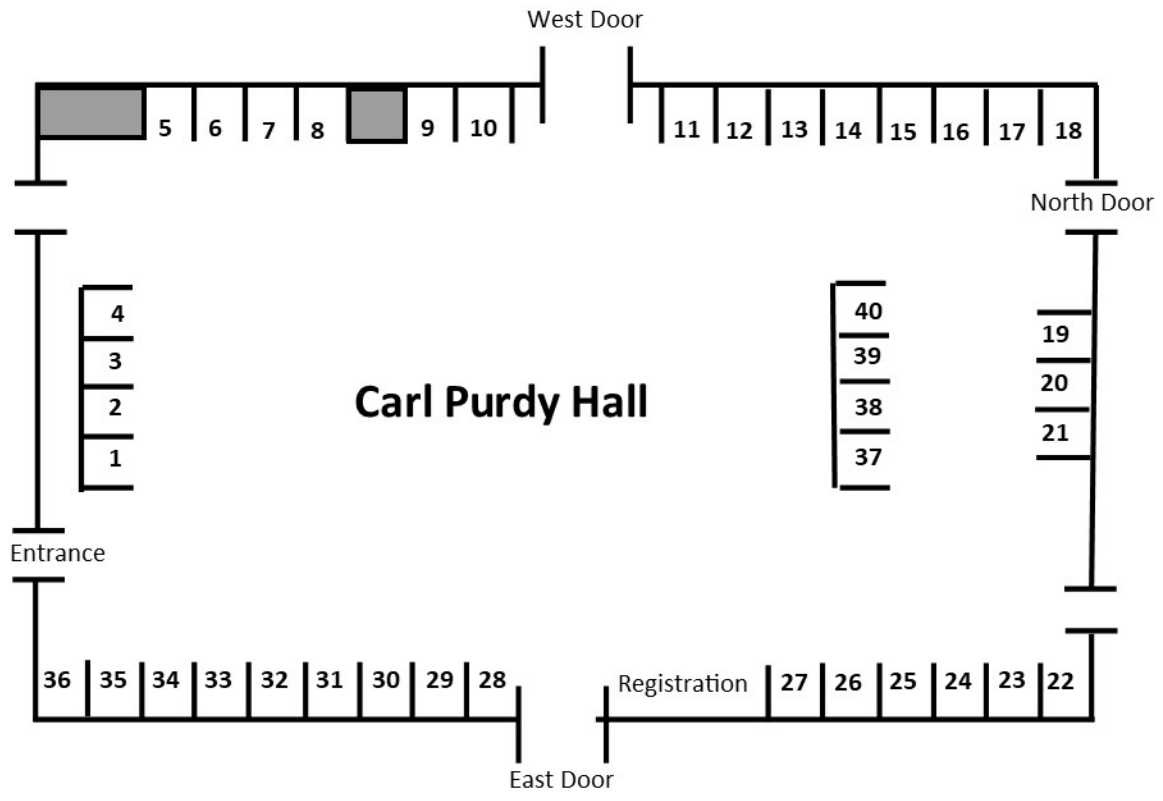 West Door
5 6 7 8 9 10 11 12 13 14 15 16 17 18
North Door
4 40
19
3 39
20
2 Carl Purdy Hall 38
21
1 37
Entrance
36 35 34 33 32 31 30 29 28 Registration 27 26 25 24 23 22
East Door